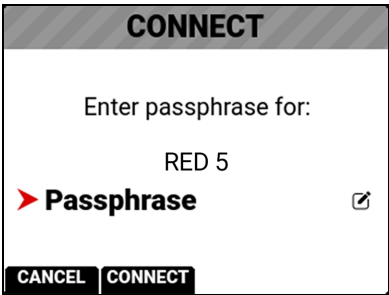 CONNECT
Enter passphrase for:
RED 5
Passphrase
CANCEL CONNECT